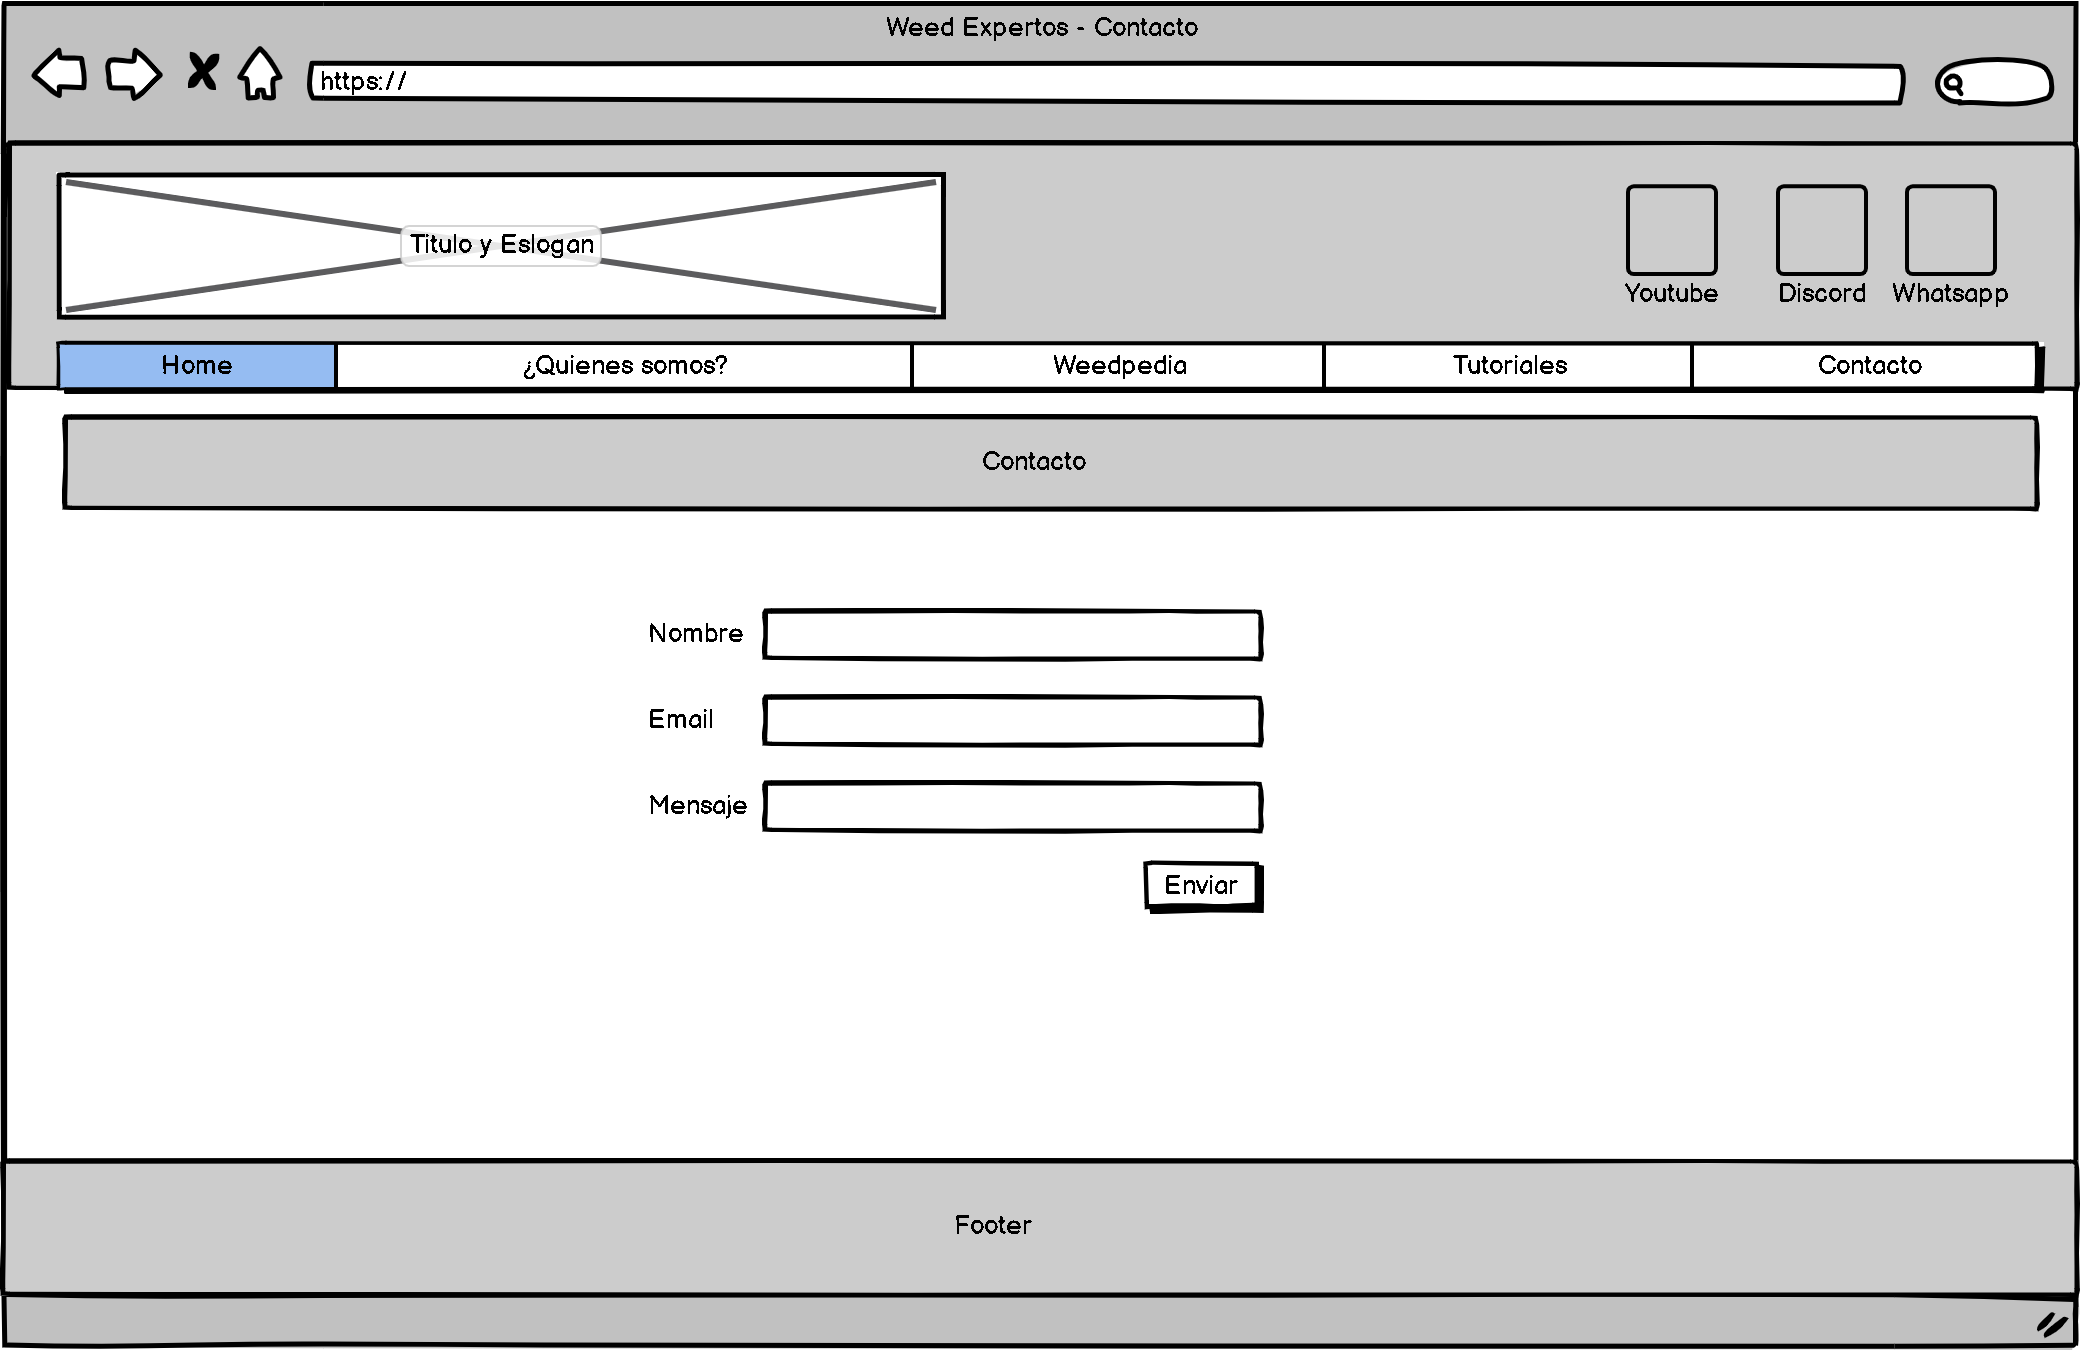 Weed Expertos - Contacto
https://
Titulo y Eslogan
Youtube
Discord
Whatsapp
Home
¿Quienes somos?
Weedpedia
Tutoriales
Contacto
Contacto
Nombre
Email
Mensaje
Enviar
Footer